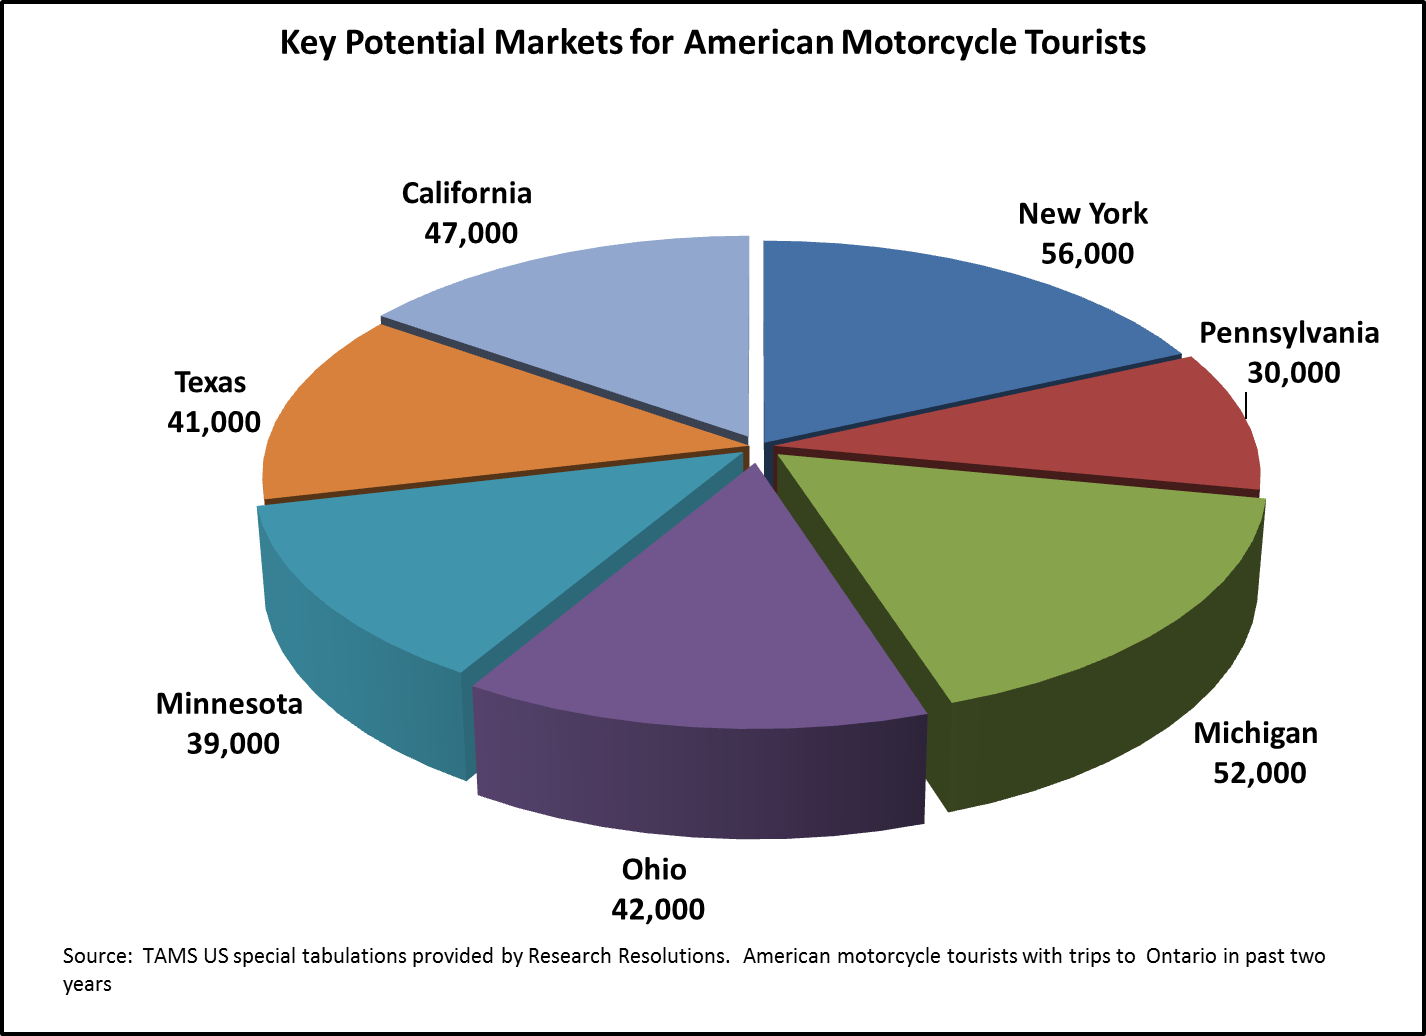 Key Potential Markets for American Motorcycle Tourists
California
47,000
New York
56,000
Pennsylvania
30,000
Texas
41,000
Minnesota
39,000
Michigan
52,000
Ohio
42,000
Source:  TAMS US special tabulations provided by Research Resolutions.  American motorcycle tourists with trips to  Ontario in past two
years